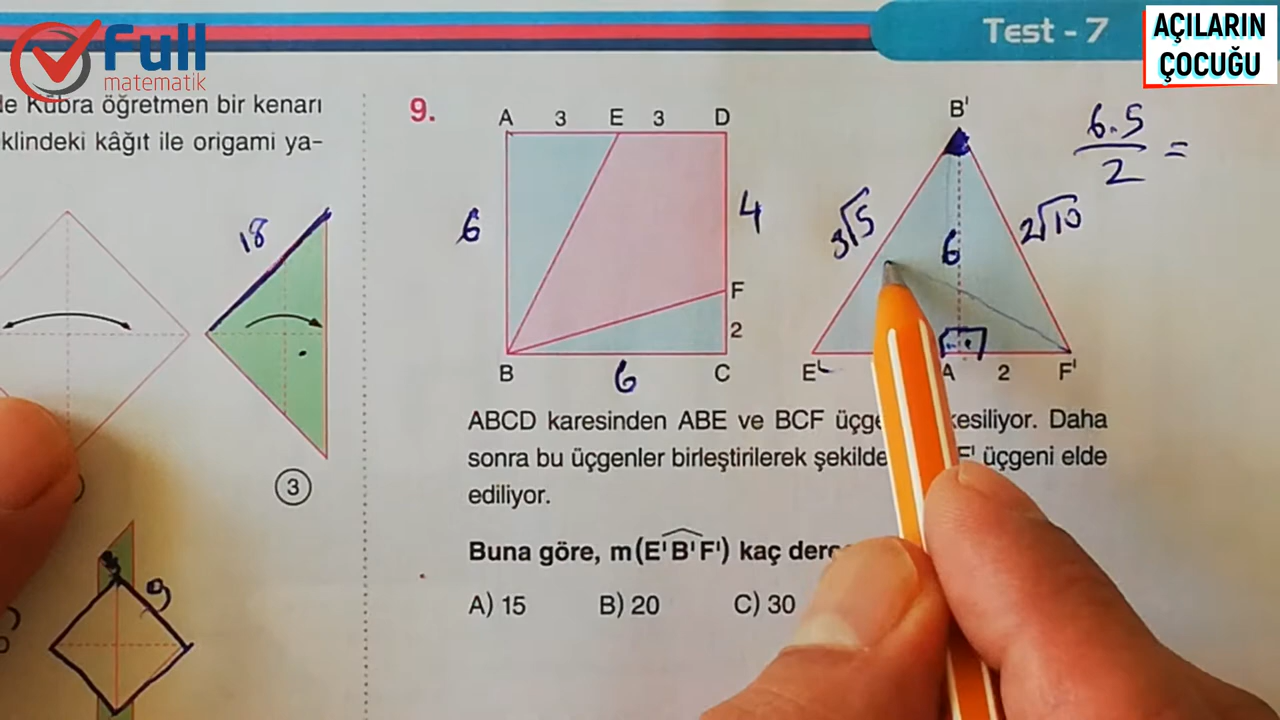 Full
matematik
Test - 7
AÇILARIN
ÇOCUĞU
de Kübra öğretmen bir kenarı
klindeki kâğıt ile origami ya-
18
3
9
9.
A 3 E 3 D
6
4
F
2
B 6 C
B'
6.5
2
=
3√5
6
2√10
E' A 2 F'
ABCD karesinden ABE ve BCF üçge kesiliyor. Daha
sonra bu üçgenler birleştirilerek şekilde F' üçgeni elde
ediliyor.
Buna göre, m(E'B'F') kaç dere
A) 15 B) 20 C) 30